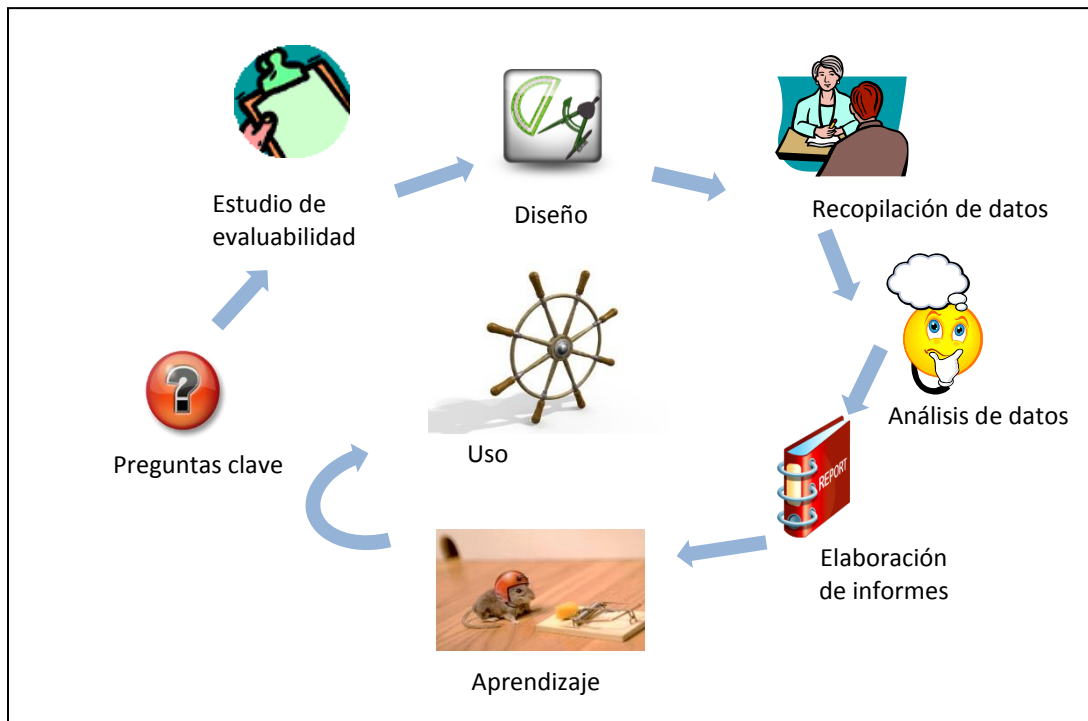 Estudio de
evaluabilidad
Diseño
Recopilación de datos
Análisis de datos
REPORT
Elaboración
de informes
Aprendizaje
Uso
?
Preguntas clave